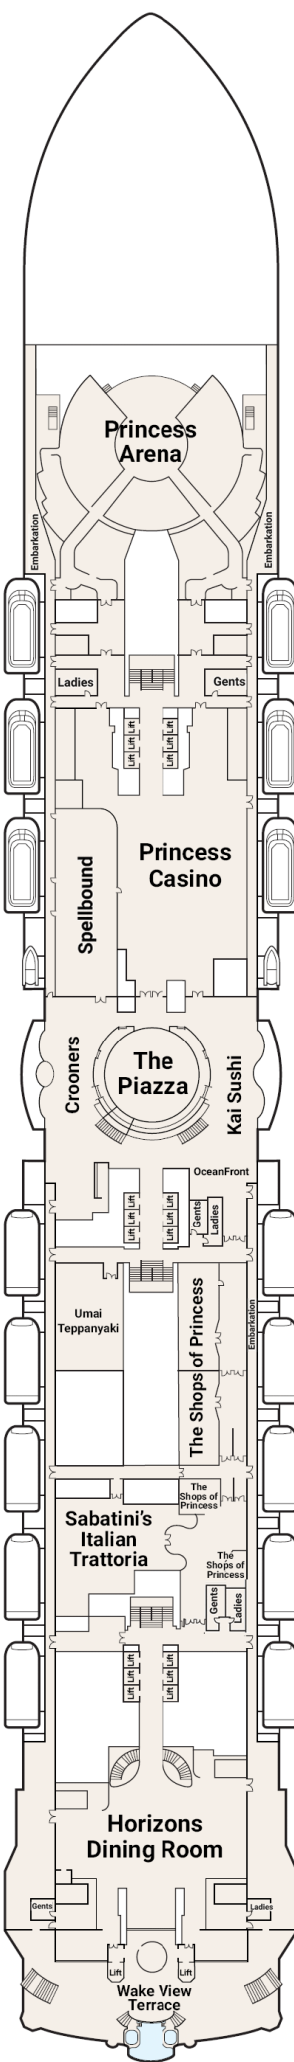 Princess
Arena
Embarkation
Embarkation
Ladies
Gents
Lift
Lift
Lift
Lift
Lift
Lift
Princess
Casino
Spellbound
Crooners
The
Piazza
Kai Sushi
OceanFront
Lift
Lift
Lift
Lift
Lift
Lift
Gents
Ladies
Umai
Teppanyaki
The Shops of Princess
Embarkation
The
Shops of
Princess
Sabatini's
Italian
Trattoria
The
Shops of
Princess
Gents
Ladies
Lift
Lift
Lift
Lift
Lift
Lift
Horizons
Dining Room
Gents
Ladies
Lift
Lift
Wake View
Terrace